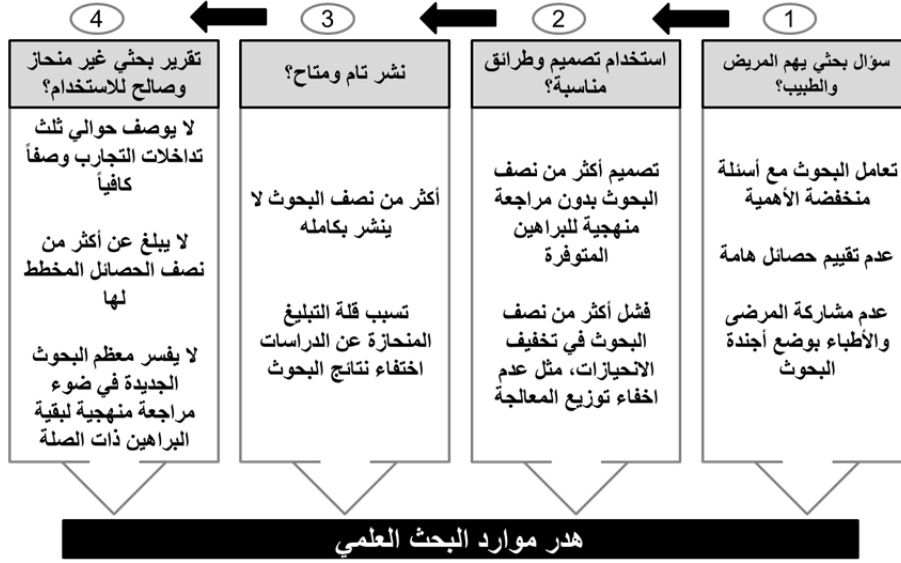 1
سؤال بحثي يهم المريض
والطبيب؟
تعامل البحوث مع أسئلة
منخفضة الأهمية
عدم تقييم حصائل هامة
عدم مشاركة المرضى
والأطباء بوضع أجندة
البحوث
2
استخدام تصميم وطرائق
مناسبة؟
تصميم أكثر من نصف
البحوث بدون مراجعة
منهجية للبراهين
المتوفرة
فشل أكثر من نصف
البحوث في تخفيف
الانحيازات، مثل عدم
اخفاء توزيع المعالجة
3
نشر تام ومتاح؟
أكثر من نصف البحوث لا
ينشر بكامله
تسبب قلة التبليغ
المنحازة عن الدراسات
اختفاء نتائج البحوث
4
تقرير بحثي غير منحاز
وصالح للاستخدام؟
لا يوصف حوالي ثلث
تداخلات التجارب وصفاً
كافياً
لا يبلغ عن أكثر من
نصف الحصائل المخطط
لها
لا يفسر معظم البحوث
الجديدة في ضوء
مراجعة منهجية لبقية
البراهين ذات الصلة
هدر موارد البحث العلمي